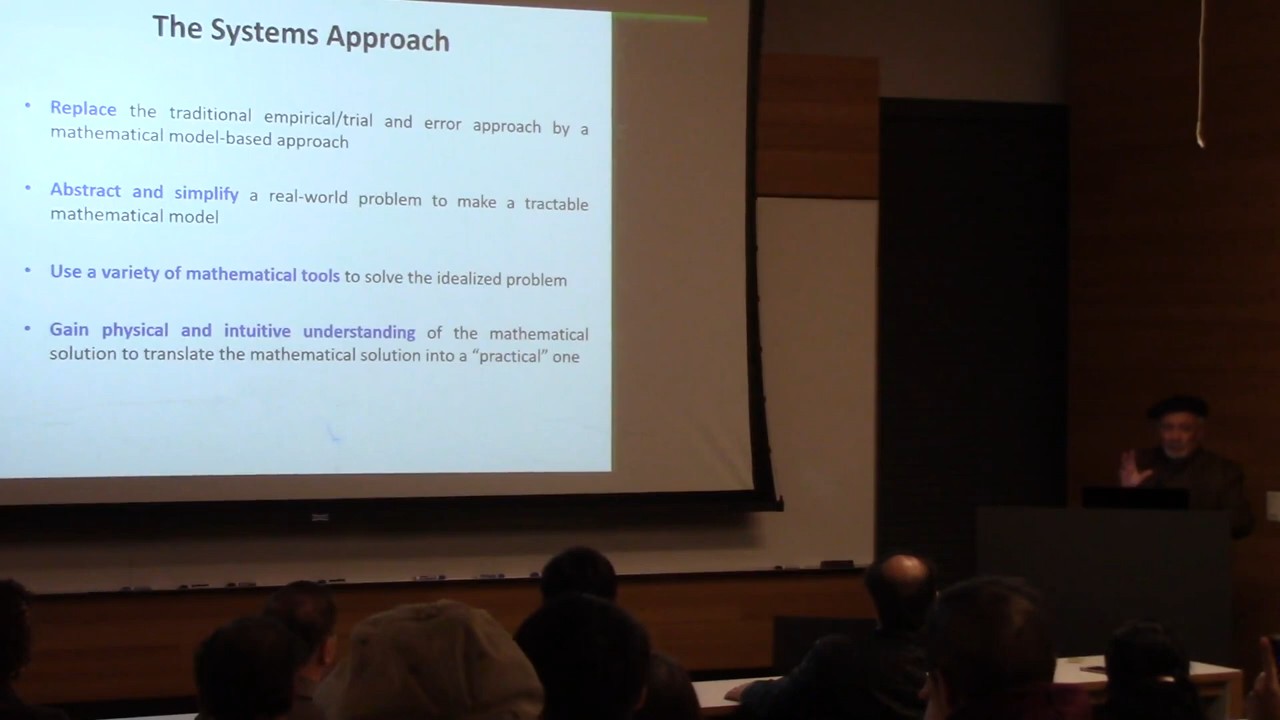 The Systems Approach
• Replace the traditional empirical/trial and error approach by a
mathematical model-based approach
• Abstract and simplify a real-world problem to make a tractable
mathematical model
• Use a variety of mathematical tools to solve the idealized problem
• Gain physical and intuitive understanding of the mathematical
solution to translate the mathematical solution into a “practical” one